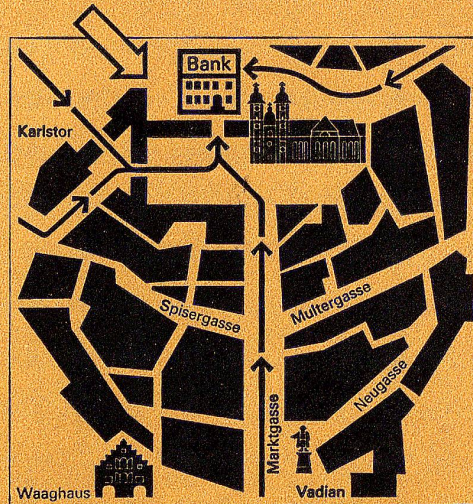 Bank
Karlstor
Spisergasse
Multergasse
Neugasse
Marktgasse
Waaghaus
Vadian